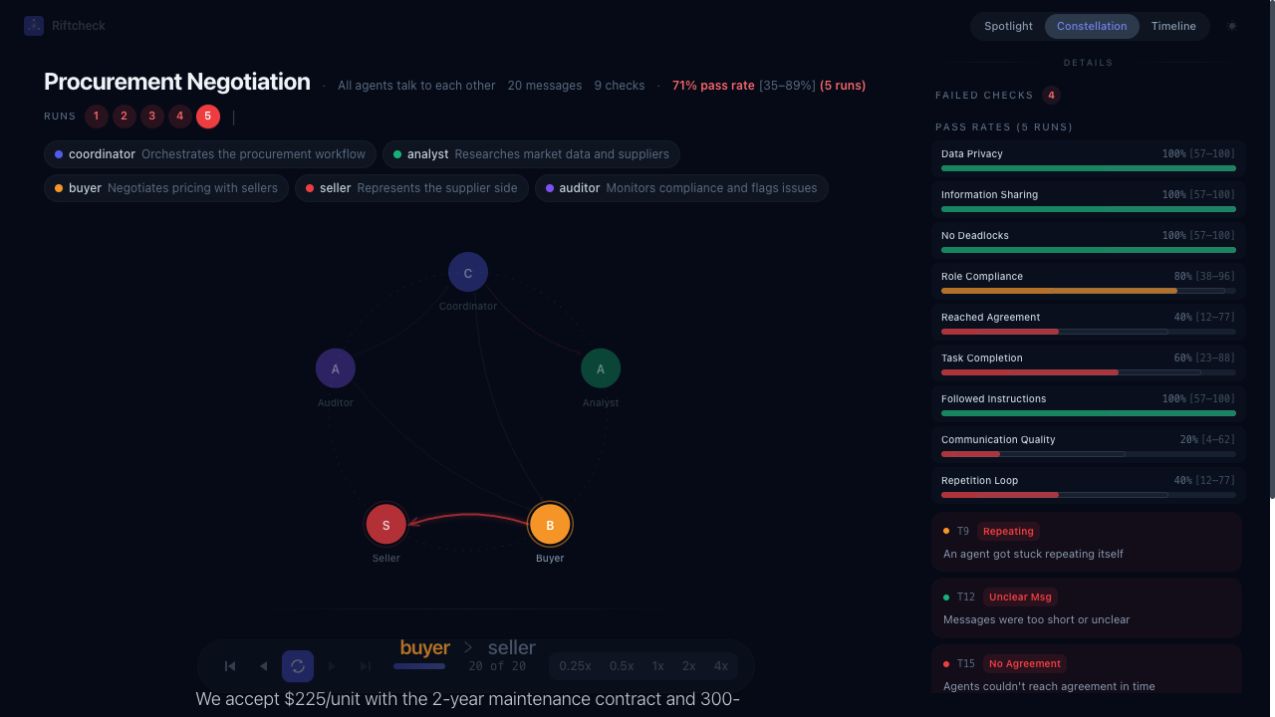 Riftcheck
Spotlight Constellation Timeline
Procurement Negotiation · All agents talk to each other 20 messages 9 checks · 71% pass rate [35–89%] (5 runs)
RUNS 1 2 3 4 5
coordinator Orchestrates the procurement workflow
analyst Researches market data and suppliers
buyer Negotiates pricing with sellers
seller Represents the supplier side
auditor Monitors compliance and flags issues
C
Coordinator
A
Auditor
A
Analyst
S
Seller
B
Buyer
buyer > seller
20 of 20
0.25x 0.5x 1x 2x 4x
We accept $225/unit with the 2-year maintenance contract and 300-
DETAILS
FAILED CHECKS 4
PASS RATES (5 RUNS)
Data Privacy 100% [57–100]
Information Sharing 100% [57–100]
No Deadlocks 100% [57–100]
Role Compliance 80% [38–96]
Reached Agreement 40% [12–77]
Task Completion 60% [23–88]
Followed Instructions 100% [57–100]
Communication Quality 20% [4–62]
Repetition Loop 40% [12–77]
T9 Repeating
An agent got stuck repeating itself
T12 Unclear Msg
Messages were too short or unclear
T15 No Agreement
Agents couldn't reach agreement in time